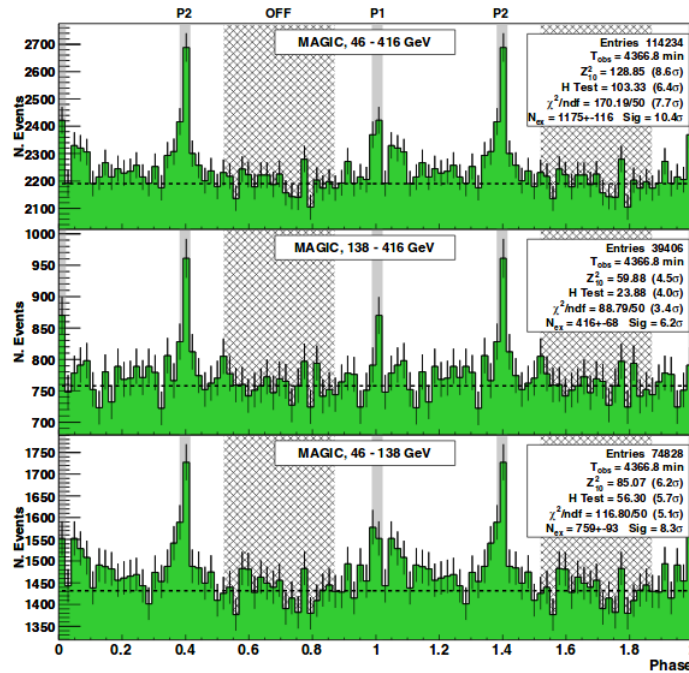 P2 OFF P1 P2
MAGIC, 46 - 416 GeV
Entries 114234
T_obs = 4366.8 min
Z²_10 = 128.85 (8.6σ)
H Test = 103.33 (6.4σ)
χ²/ndf = 170.19/50 (7.7σ)
N_ex = 1175+-116 Sig = 10.4σ
N. Events
2700
2600
2500
2400
2300
2200
2100
MAGIC, 138 - 416 GeV
Entries 39406
T_obs = 4366.8 min
Z²_10 = 59.88 (4.5σ)
H Test = 23.88 (4.0σ)
χ²/ndf = 88.79/50 (3.4σ)
N_ex = 416+-68 Sig = 6.2σ
N. Events
1000
950
900
850
800
750
700
MAGIC, 46 - 138 GeV
Entries 74828
T_obs = 4366.8 min
Z²_10 = 85.07 (6.2σ)
H Test = 56.30 (5.7σ)
χ²/ndf = 116.80/50 (5.1σ)
N_ex = 759+-93 Sig = 8.3σ
N. Events
1750
1700
1650
1600
1550
1500
1450
1400
1350
0 0.2 0.4 0.6 0.8 1 1.2 1.4 1.6 1.8
Phase